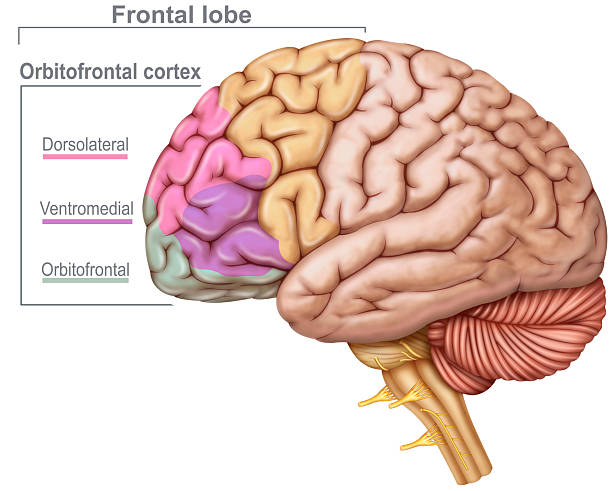 Frontal lobe
Orbitofrontal cortex
Dorsolateral
Ventromedial
Orbitofrontal